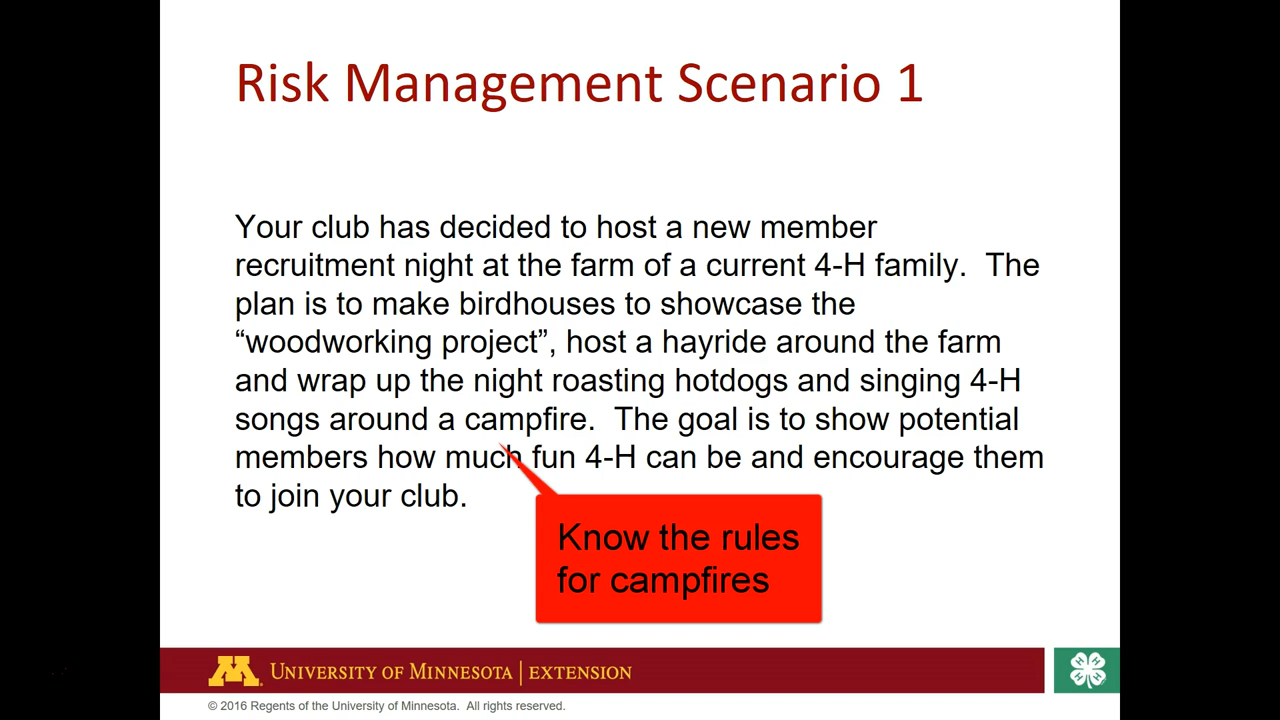 Risk Management Scenario 1
Your club has decided to host a new member
recruitment night at the farm of a current 4-H family.  The
plan is to make birdhouses to showcase the
“woodworking project”, host a hayride around the farm
and wrap up the night roasting hotdogs and singing 4-H
songs around a campfire.  The goal is to show potential
members how much fun 4-H can be and encourage them
to join your club.
Know the rules
for campfires
M UNIVERSITY OF MINNESOTA | EXTENSION
H H H H
© 2016 Regents of the University of Minnesota.  All rights reserved.